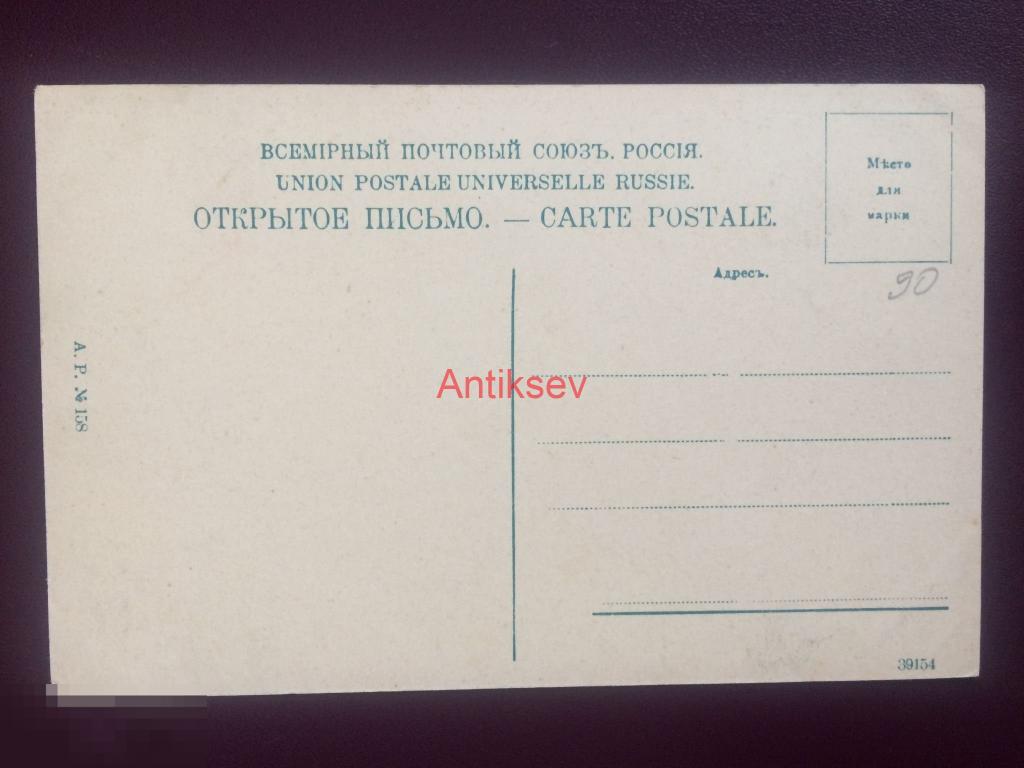 ВСЕМІРНЫЙ ПОЧТОВЫЙ СОЮЗЪ. РОССІЯ.
UNION POSTALE UNIVERSELLE RUSSIE.
ОТКРЫТОЕ ПИСЬМО. — CARTE POSTALE.
Мѣсто
для
марки
Адресъ.
90
А. Р. № 158
Antiksev
39154